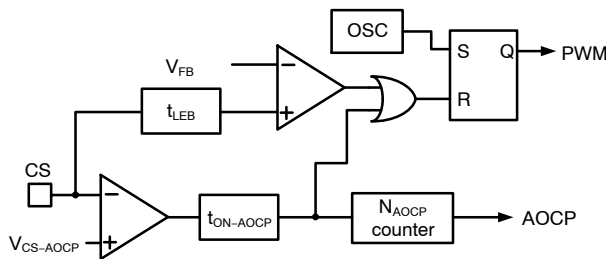 OSC
S
Q
PWM
V_FB
−
R
+
t_LEB
CS
−
t_ON–AOCP
N_AOCP
counter
AOCP
V_CS–AOCP
+